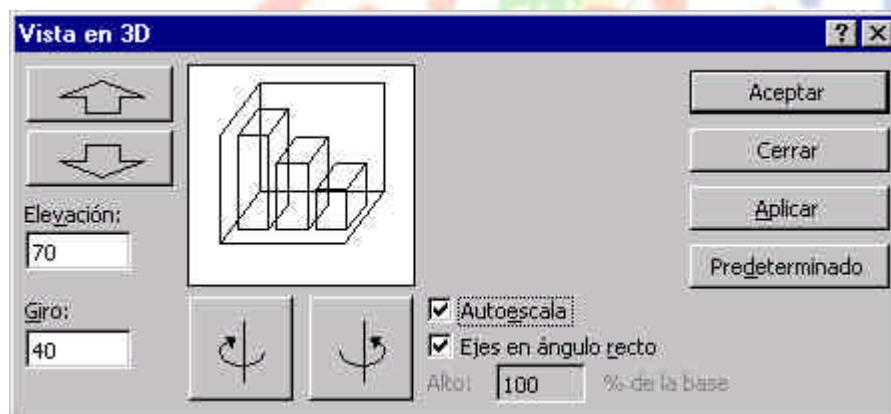 Vista en 3D
Aceptar
Cerrar
Elevación:
Aplicar
70
Predeterminado
Giro:
Autoescala
40
Ejes en ángulo recto
Alto: 100 % de la base